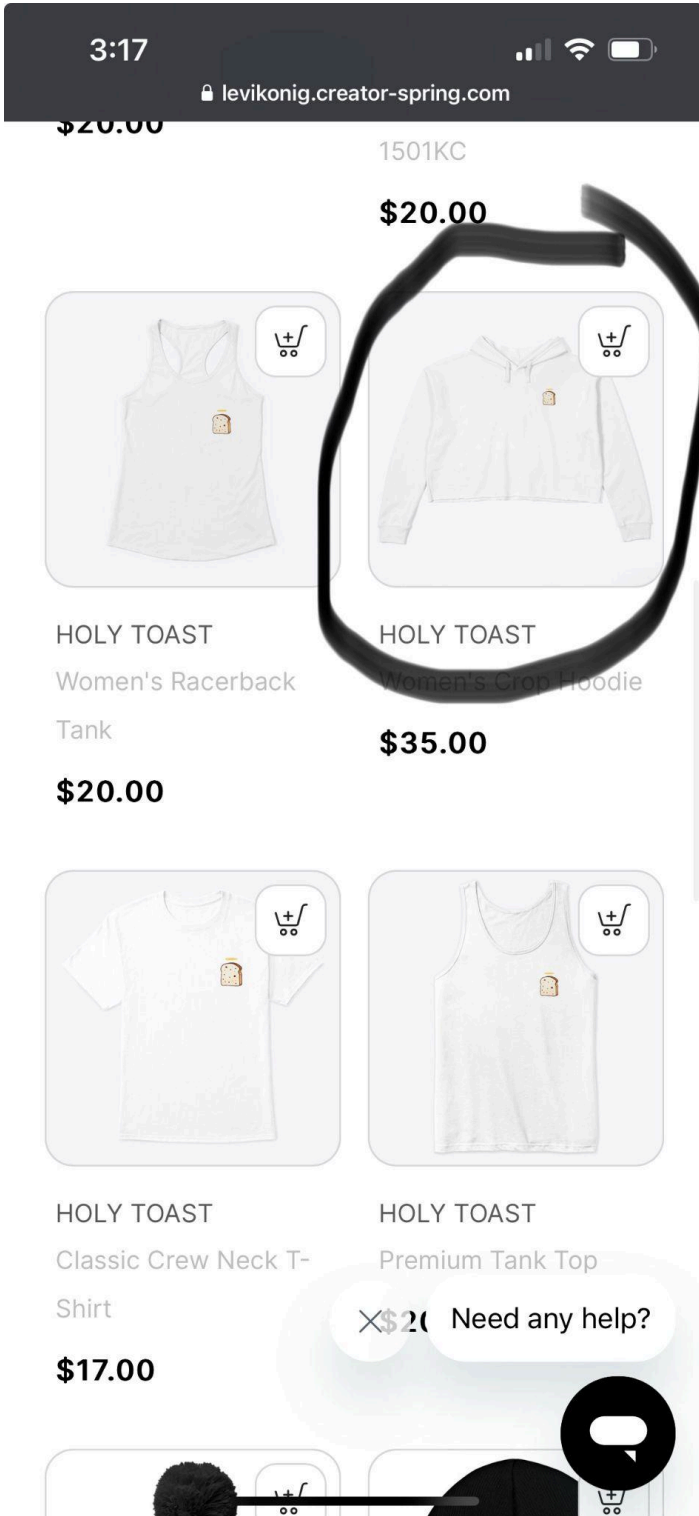 3:17
levikonig.creator-spring.com
$20.00
1501KC
$20.00
HOLY TOAST
Women's Racerback
Tank
$20.00
HOLY TOAST
Women's Crop Hoodie
$35.00
HOLY TOAST
Classic Crew Neck T-
Shirt
$17.00
HOLY TOAST
Premium Tank Top
Need any help?